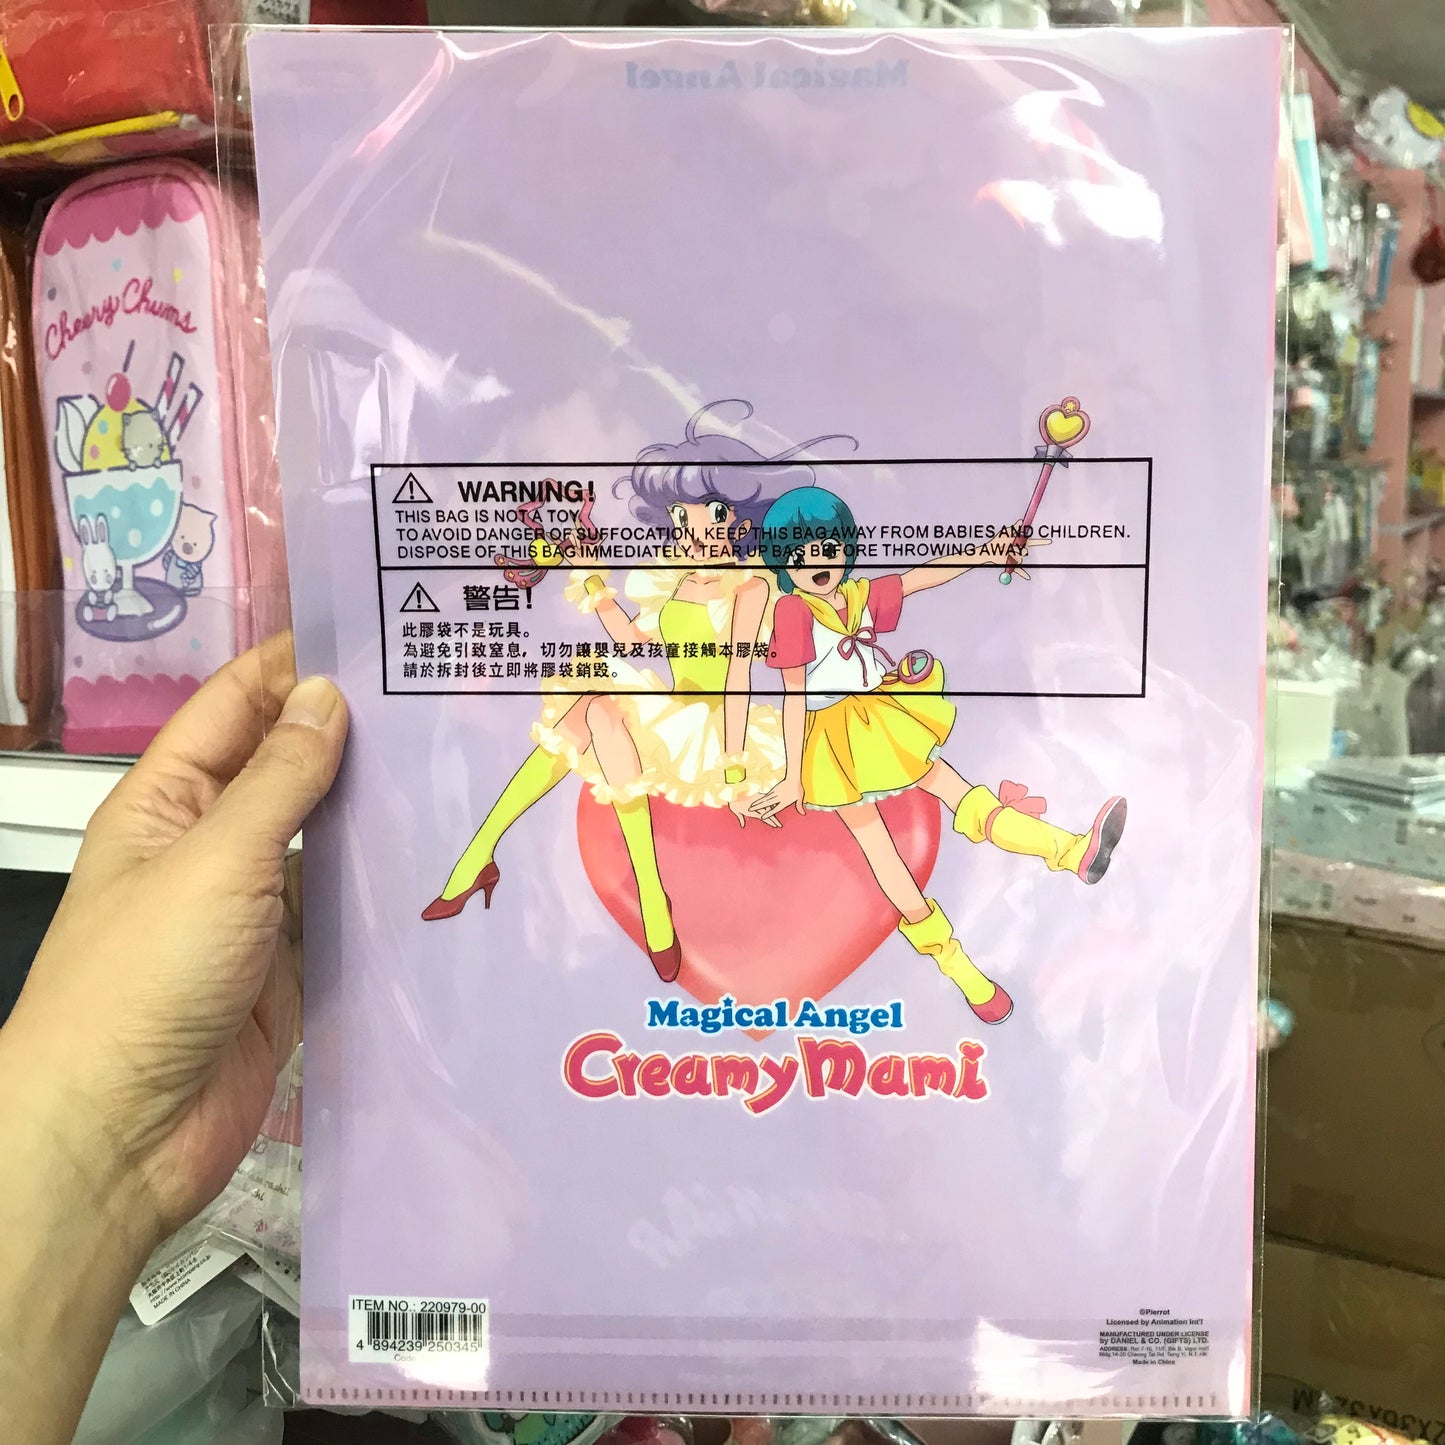 Magical Angel
Cheery Chums
WARNING!
THIS BAG IS NOT A TOY.
TO AVOID DANGER OF SUFFOCATION, KEEP THIS BAG AWAY FROM BABIES AND CHILDREN.
DISPOSE OF THIS BAG IMMEDIATELY, TEAR UP BAG BEFORE THROWING AWAY.
警告!
此膠袋不是玩具。
為避免引致窒息，切勿讓嬰兒及孩童接觸本膠袋。
請於拆封後立即將膠袋銷毀。
Magical Angel
Creamy Mami
ITEM NO.: 220979-00
4 894239 250345
Code
©Pierrot
Licensed by Animation Int'l
MANUFACTURED UNDER LICENSE
by DANIEL & CO. (GIFTS) LTD.
Made in China
MADE IN CHINA